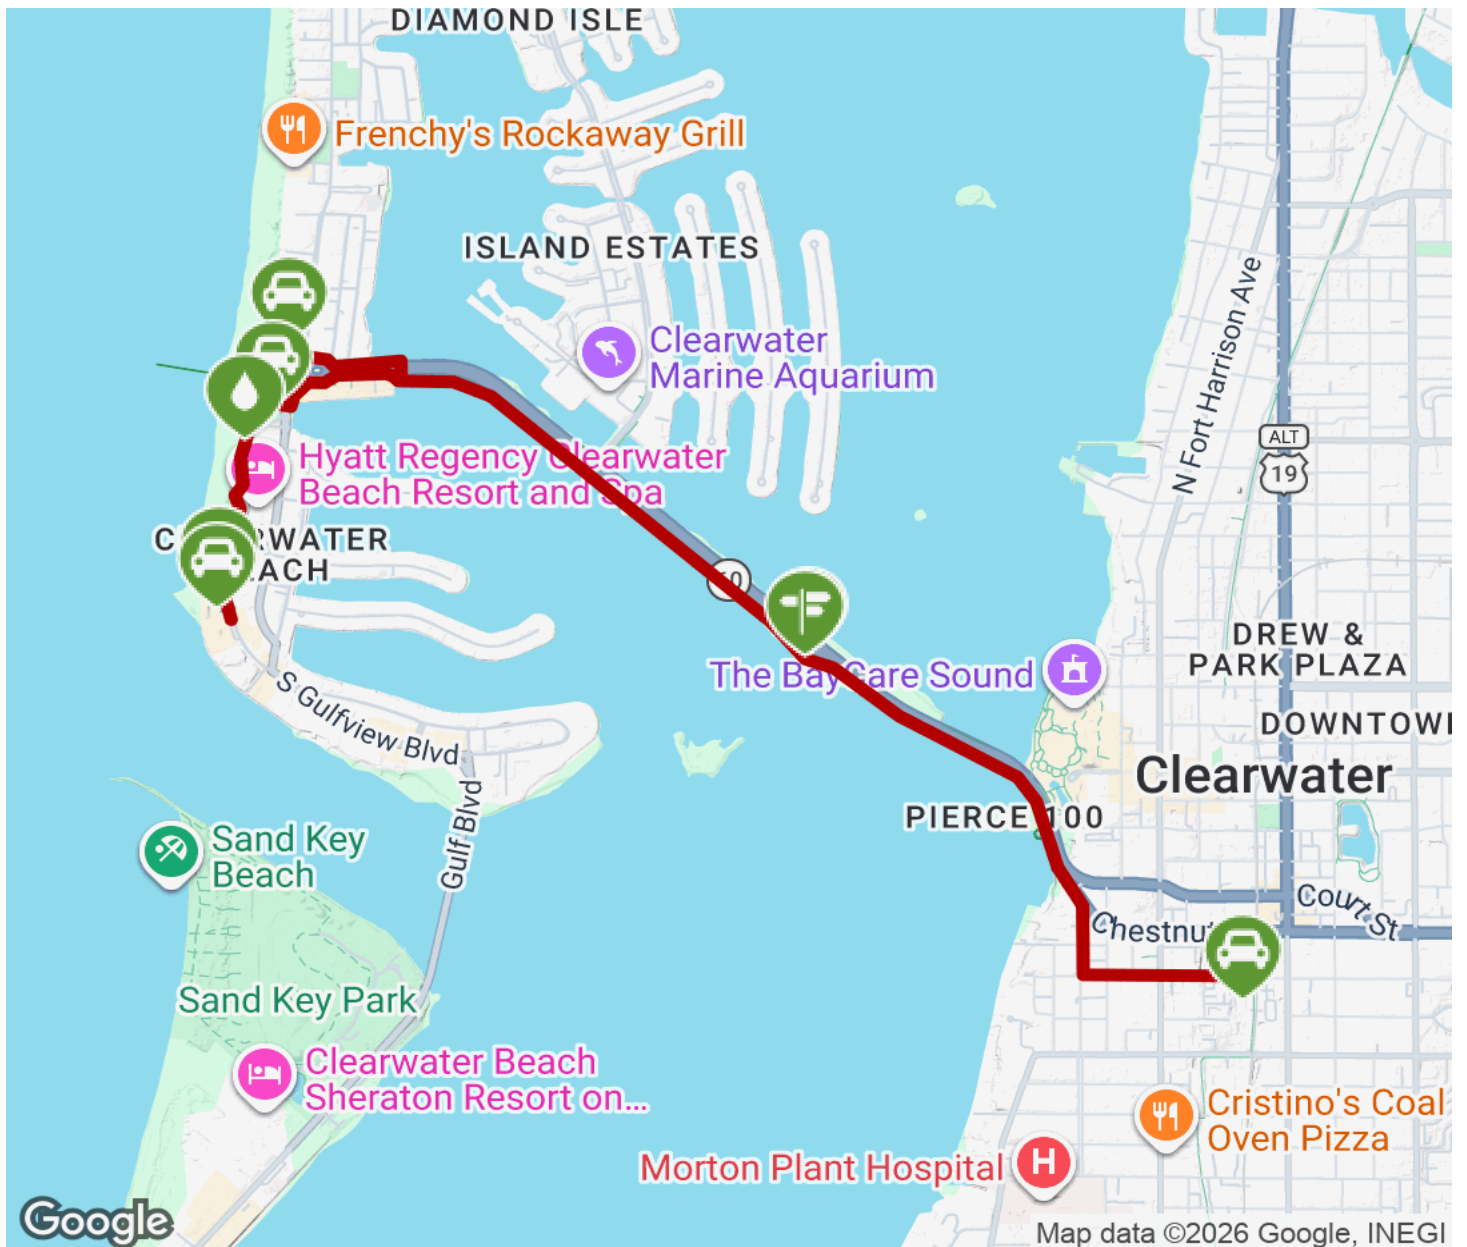 DIAMOND ISLE
Frenchy's Rockaway Grill
ISLAND ESTATES
Clearwater
Marine Aquarium
N Fort Harrison Ave
ALT
19
Hyatt Regency Clearwater
Beach Resort and Spa
The BayCare Sound
DREW &
PARK PLAZA
S Gulfview Blvd
Clearwater
PIERCE 100
Gulf Blvd
Sand Key
Beach
Court St
Sand Key Park
Clearwater Beach
Sheraton Resort on...
Cristino's Coal
Oven Pizza
Morton Plant Hospital
H
Google
Map data ©2026 Google, INEGI